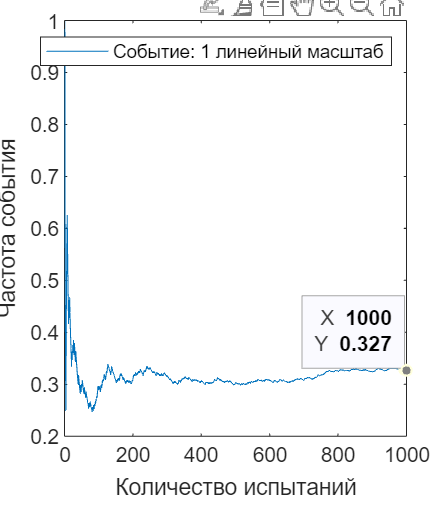 1
Событие: 1 линейный масштаб
0.9
0.8
0.7
0.6
0.5
0.4
0.3
0.2
Частота события
X 1000
Y 0.327
0 200 400 600 800 1000
Количество испытаний